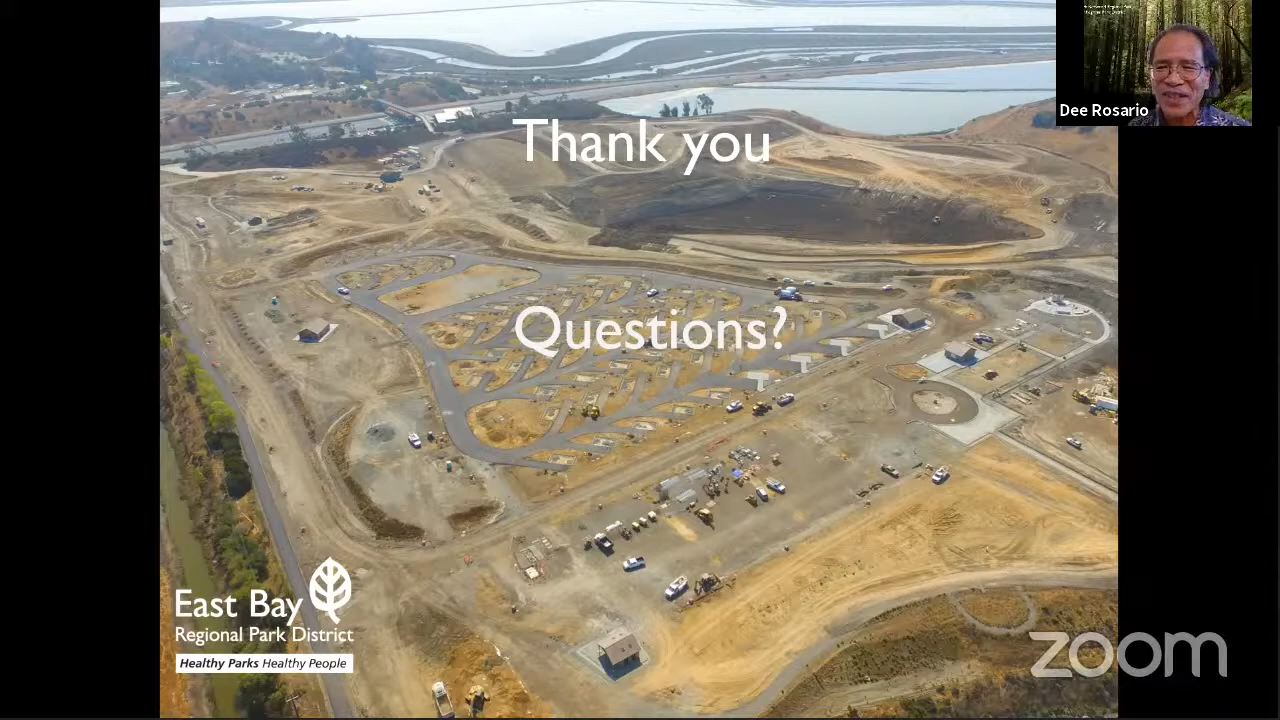 Thank you
Dee Rosario
Questions?
East Bay
Regional Park District
Healthy Parks Healthy People
zoom